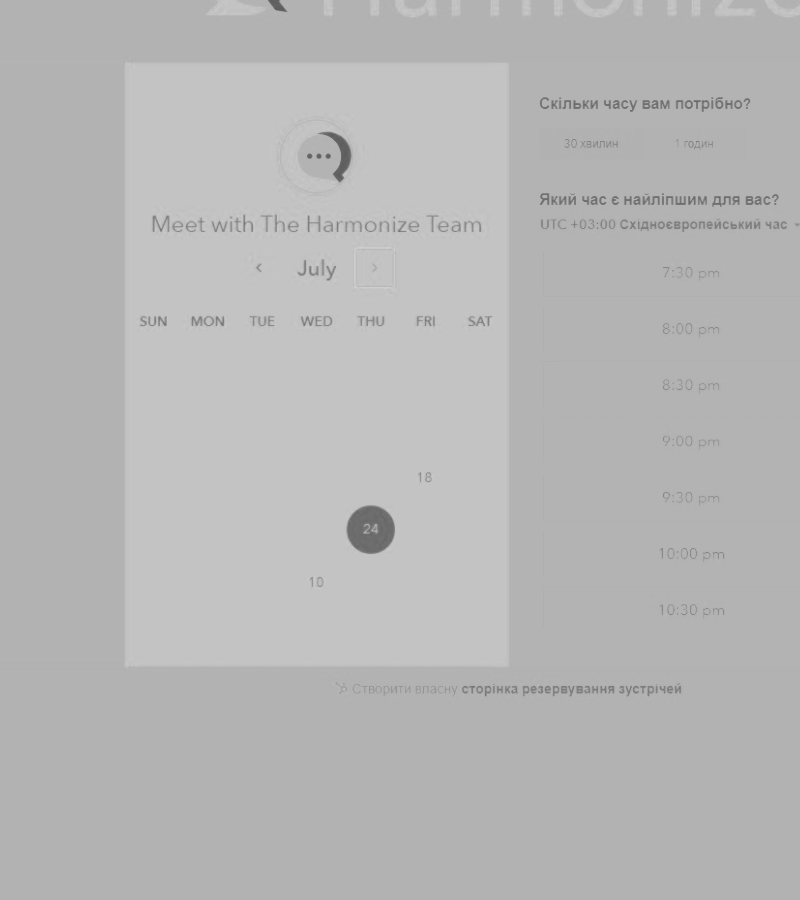 Harmonize
Meet with The Harmonize Team
July
SUN MON TUE WED THU FRI SAT
18
24
10
Скільки часу вам потрібно?
30 хвилин 1 годин
Який час є найліпшим для вас?
UTC +03:00 Східноєвропейський час
7:30 pm
8:00 pm
8:30 pm
9:00 pm
9:30 pm
10:00 pm
10:30 pm
Створити власну сторінка резервування зустрічей